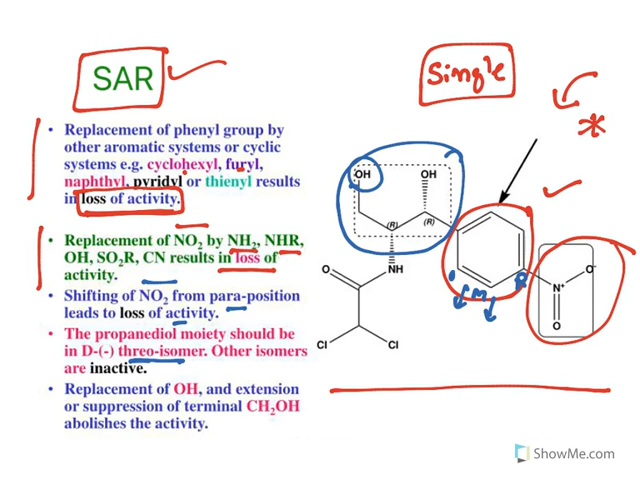 SAR
Single
• Replacement of phenyl group by
other aromatic systems or cyclic
systems e.g. cyclohexyl, furyl,
naphthyl, pyridyl or thienyl results
in loss of activity.
• Replacement of NO2 by NH2, NHR,
OH, SO2R, CN results in loss of
activity.
• Shifting of NO2 from para-position
leads to loss of activity.
• The propanediol moiety should be
in D-(-) threo-isomer. Other isomers
are inactive.
• Replacement of OH, and extension
or suppression of terminal CH2OH
abolishes the activity.
OH OH
(R) (R)
O NH
O-
N+
O
Cl Cl
o m P
ShowMe.com